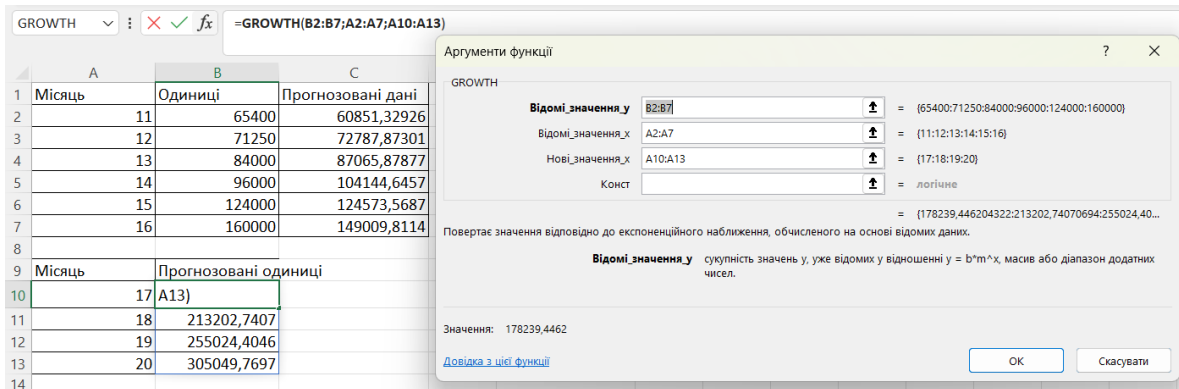 GROWTH fx =GROWTH(B2:B7;A2:A7;A10:A13)
A B C
1 Місяць Одиниці Прогнозовані дані
2 11 65400 60851,32926
3 12 71250 72787,87301
4 13 84000 87065,87877
5 14 96000 104144,6457
6 15 124000 124573,5687
7 16 160000 149009,8114
8
9 Місяць Прогнозовані одиниці
10 17 A13)
11 18 213202,7407
12 19 255024,4046
13 20 305049,7697
14
Аргументи функції ? ×
GROWTH
Відомі_значення_y B2:B7 = {65400:71250:84000:96000:124000:160000}
Відомі_значення_x A2:A7 = {11:12:13:14:15:16}
Нові_значення_x A10:A13 = {17:18:19:20}
Конст = логічне
= {178239,446204322:213202,74070694:255024,40...
Повертає значення відповідно до експоненційного наближення, обчисленого на основі відомих даних.
Відомі_значення_y сукупність значень y, уже відомих у відношенні y = b*m^x, масив або діапазон додатних
чисел.
Значення: 178239,4462
Довідка з цієї функції
ОК Скасувати